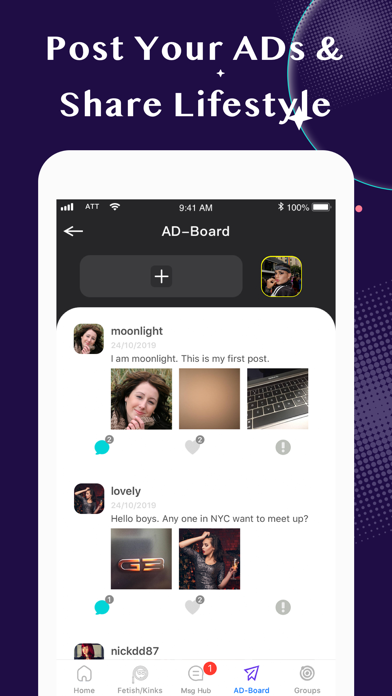 Post Your ADs &
Share Lifestyle
ATT 9:41 AM 100%
AD-Board
moonlight
24/10/2019
I am moonlight. This is my first post.
2 2
lovely
24/10/2019
Hello boys. Any one in NYC want to meet up?
1 2
nickdd87
1
Home Fetish/Kinks Msg Hub AD-Board Groups